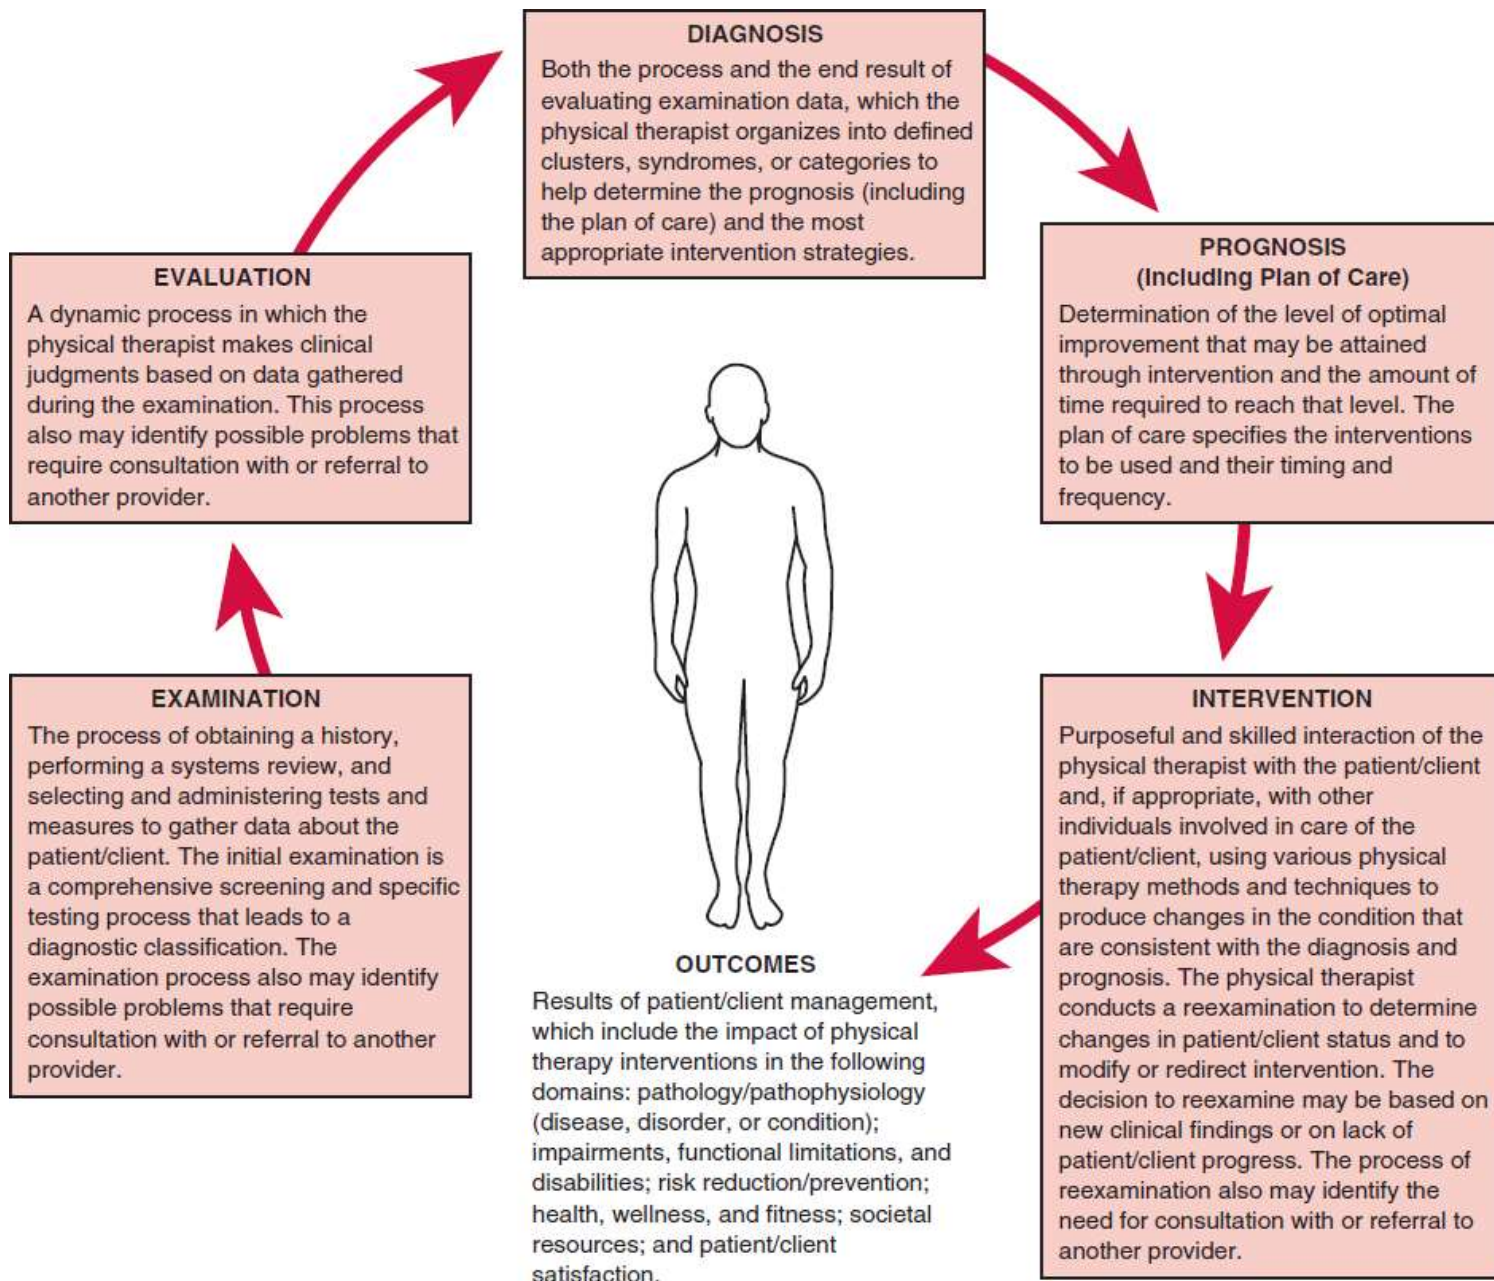 DIAGNOSIS
Both the process and the end result of
evaluating examination data, which the
physical therapist organizes into defined
clusters, syndromes, or categories to
help determine the prognosis (including
the plan of care) and the most
appropriate intervention strategies.
PROGNOSIS
(Including Plan of Care)
Determination of the level of optimal
improvement that may be attained
through intervention and the amount of
time required to reach that level. The
plan of care specifies the interventions
to be used and their timing and
frequency.
EVALUATION
A dynamic process in which the
physical therapist makes clinical
judgments based on data gathered
during the examination. This process
also may identify possible problems that
require consultation with or referral to
another provider.
EXAMINATION
The process of obtaining a history,
performing a systems review, and
selecting and administering tests and
measures to gather data about the
patient/client. The initial examination is
a comprehensive screening and specific
testing process that leads to a
diagnostic classification. The
examination process also may identify
possible problems that require
consultation with or referral to another
provider.
INTERVENTION
Purposeful and skilled interaction of the
physical therapist with the patient/client
and, if appropriate, with other
individuals involved in care of the
patient/client, using various physical
therapy methods and techniques to
produce changes in the condition that
are consistent with the diagnosis and
prognosis. The physical therapist
conducts a reexamination to determine
changes in patient/client status and to
modify or redirect intervention. The
decision to reexamine may be based on
new clinical findings or on lack of
patient/client progress. The process of
reexamination also may identify the
need for consultation with or referral to
another provider.
OUTCOMES
Results of patient/client management,
which include the impact of physical
therapy interventions in the following
domains: pathology/pathophysiology
(disease, disorder, or condition);
impairments, functional limitations, and
disabilities; risk reduction/prevention;
health, wellness, and fitness; societal
resources; and patient/client
satisfaction.